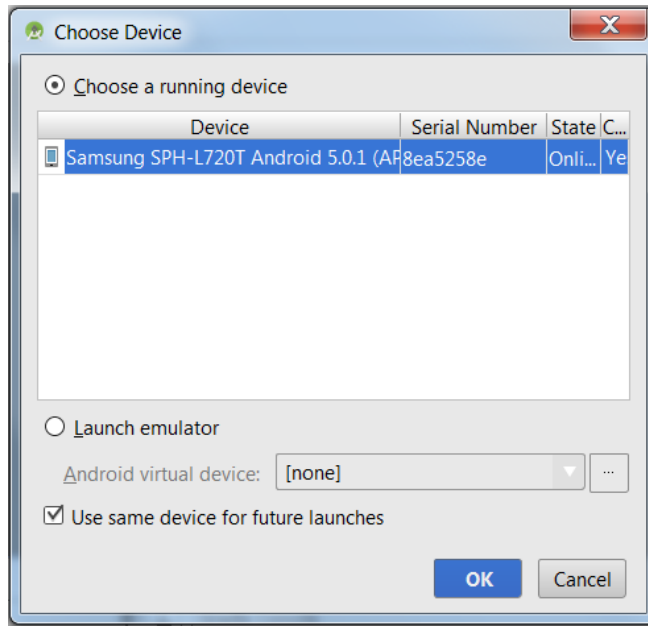 Choose Device
Choose a running device
Device Serial Number State C...
Samsung SPH-L720T Android 5.0.1 (AP 8ea5258e Onli... Ye
Launch emulator
Android virtual device: [none] ...
Use same device for future launches
OK Cancel